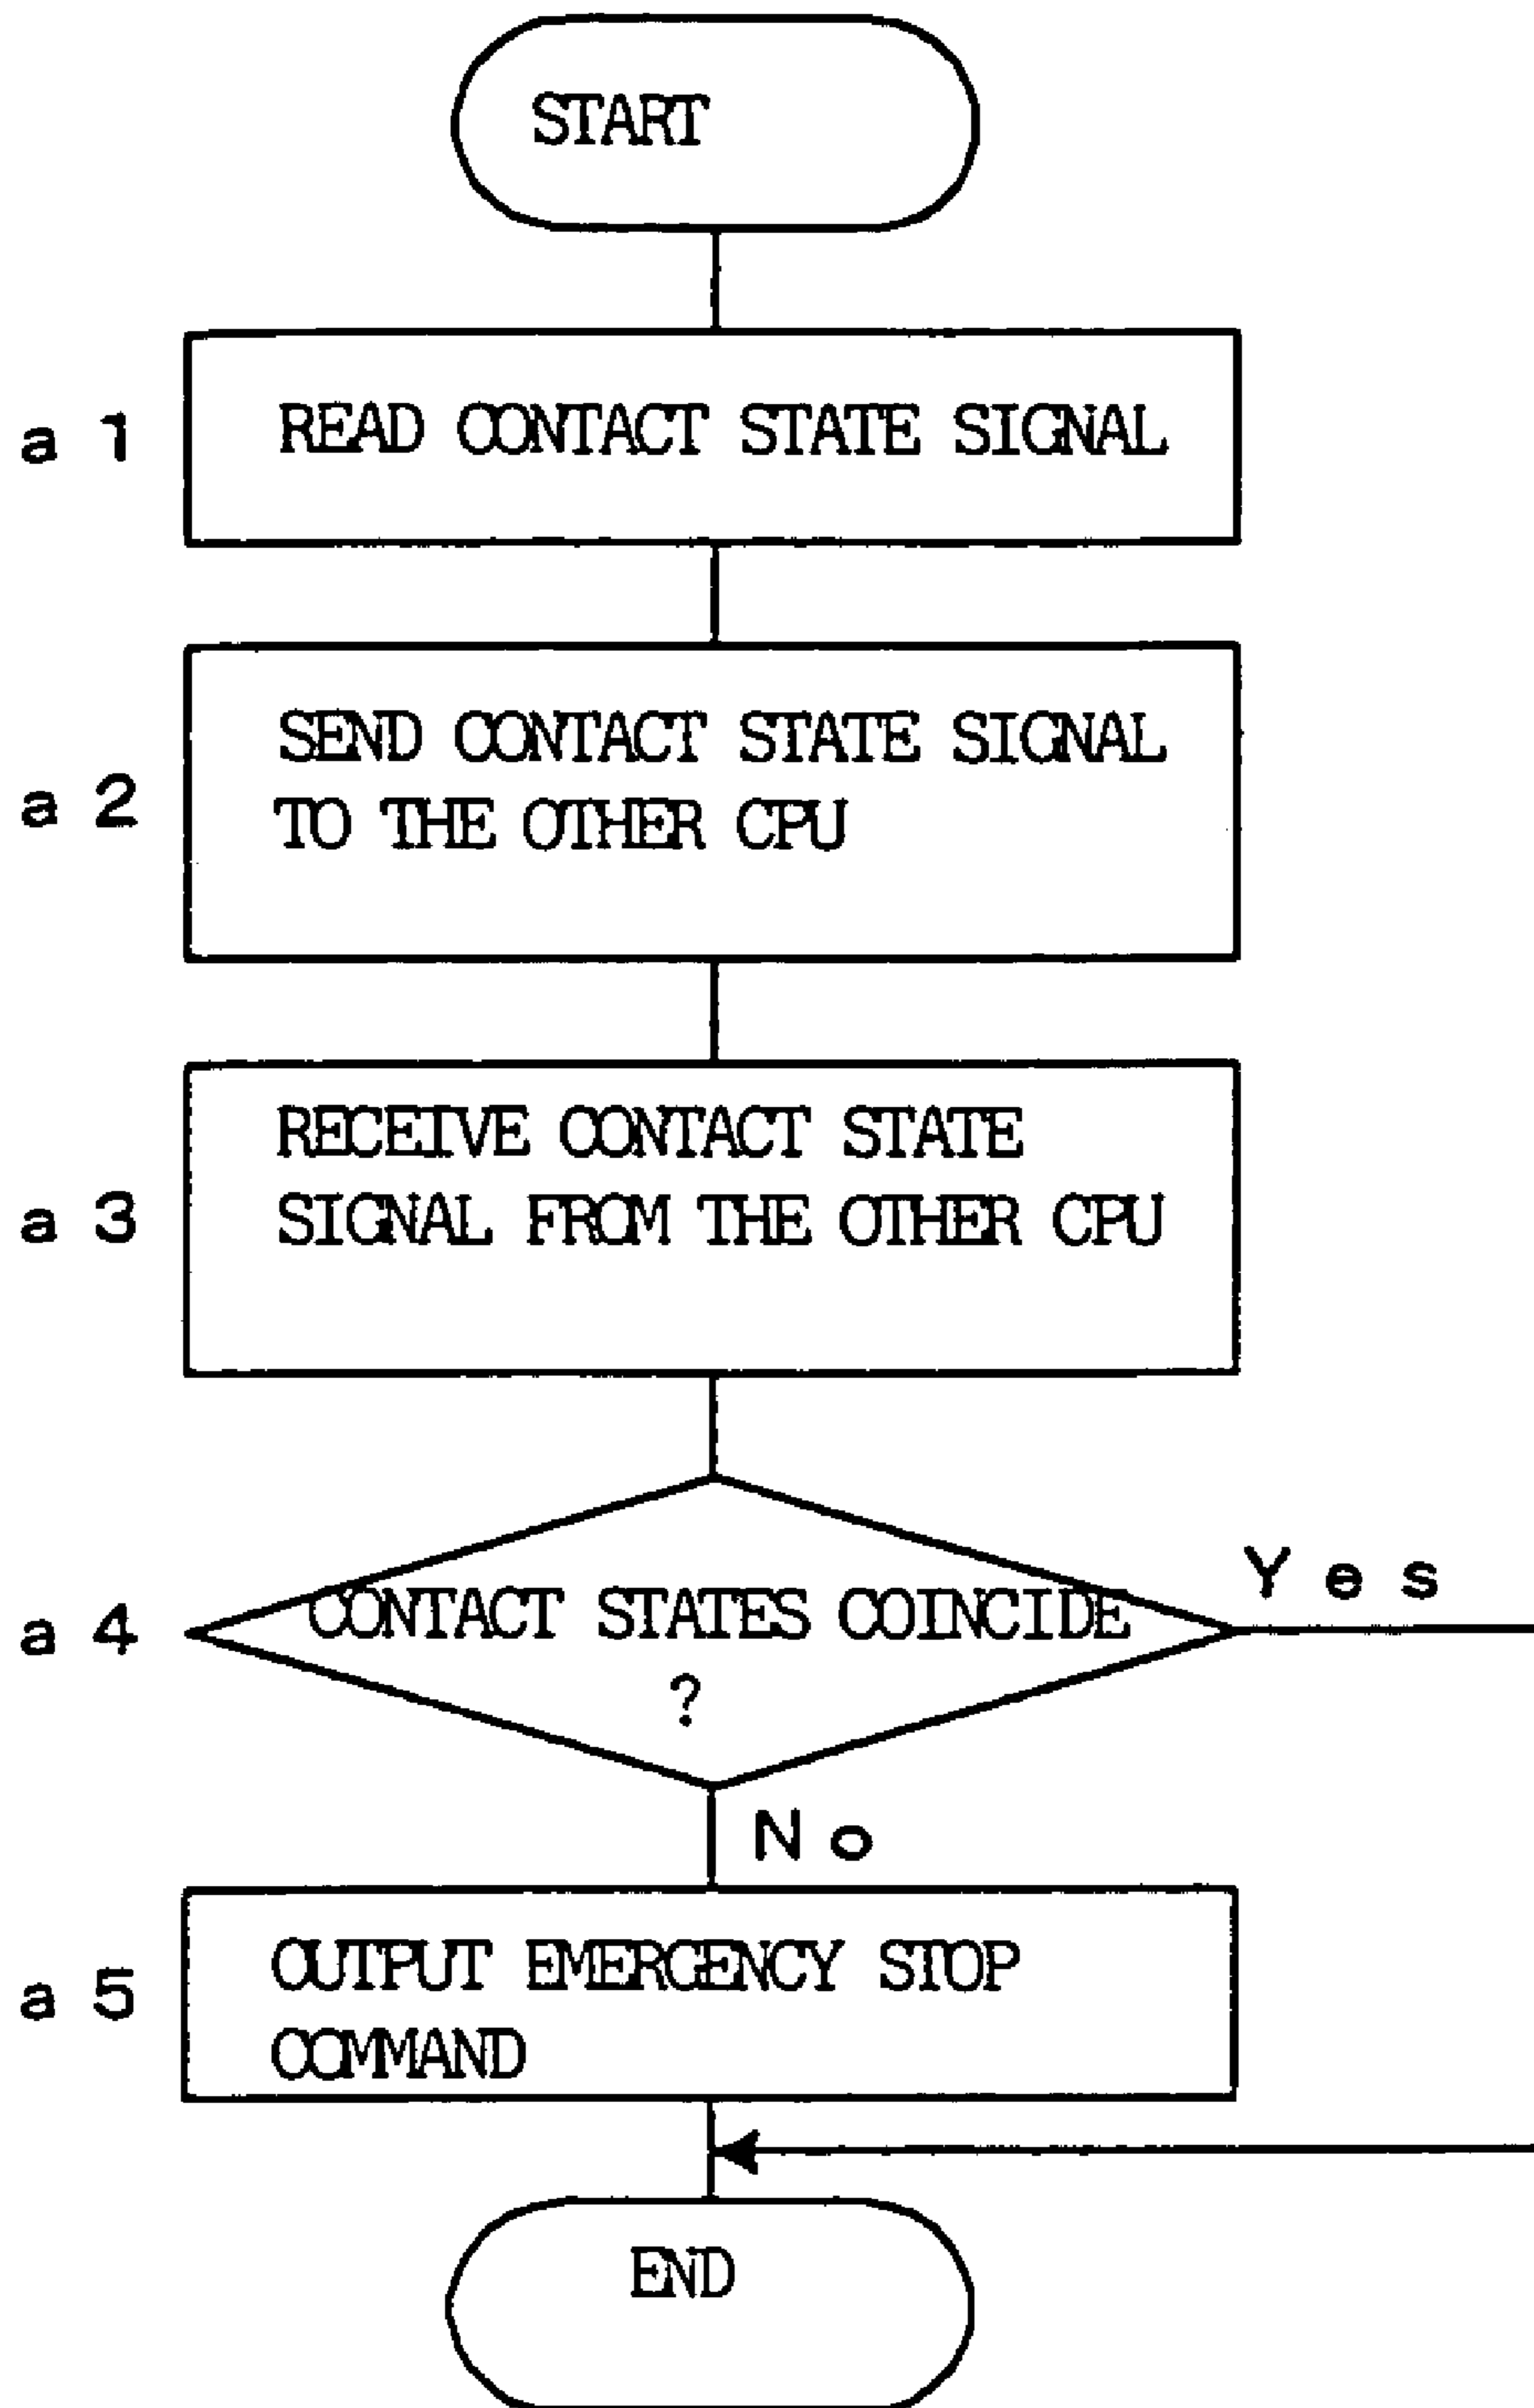 START
a 1
READ CONTACT STATE SIGNAL
a 2
SEND CONTACT STATE SIGNAL
TO THE OTHER CPU
a 3
RECEIVE CONTACT STATE
SIGNAL FROM THE OTHER CPU
a 4
CONTACT STATES COINCIDE
?
Yes
No
a 5
OUTPUT EMERGENCY STOP
COMMAND
END